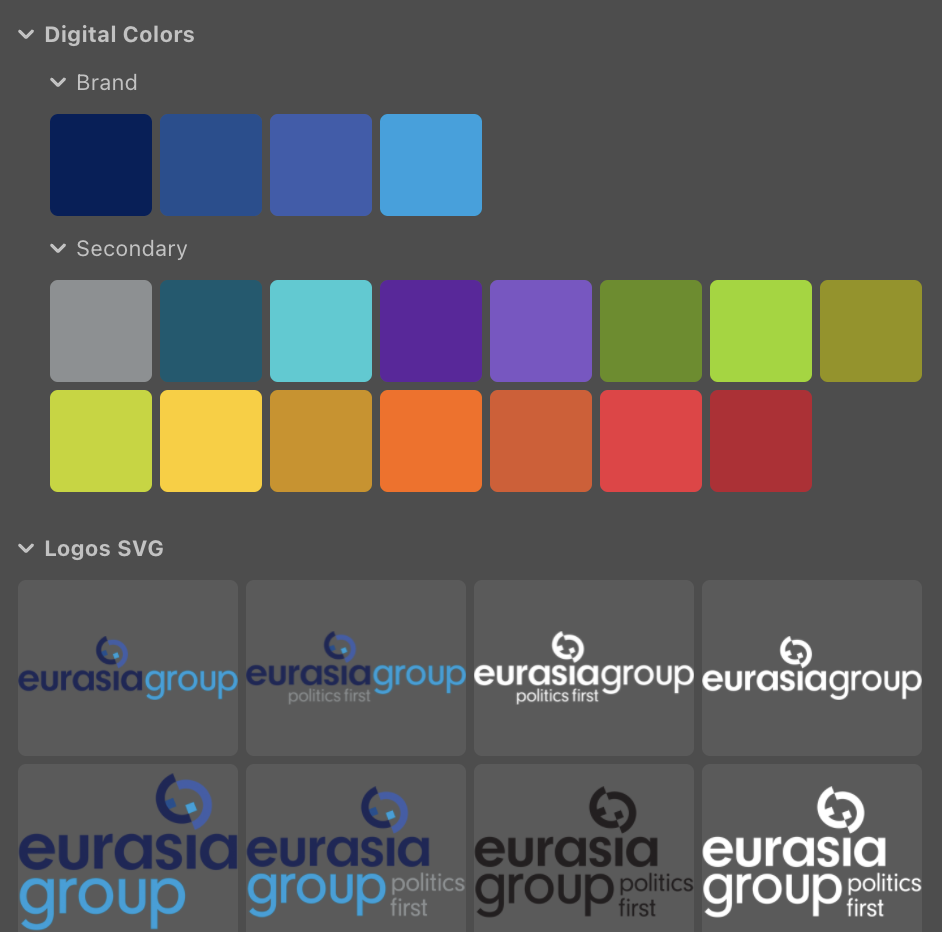 Digital Colors
Brand
Secondary
Logos SVG
eurasiagroup
eurasiagroup
politics first
eurasiagroup
politics first
eurasiagroup
eurasia
group
eurasia
group politics
first
eurasia
group politics
first
eurasia
group politics
first